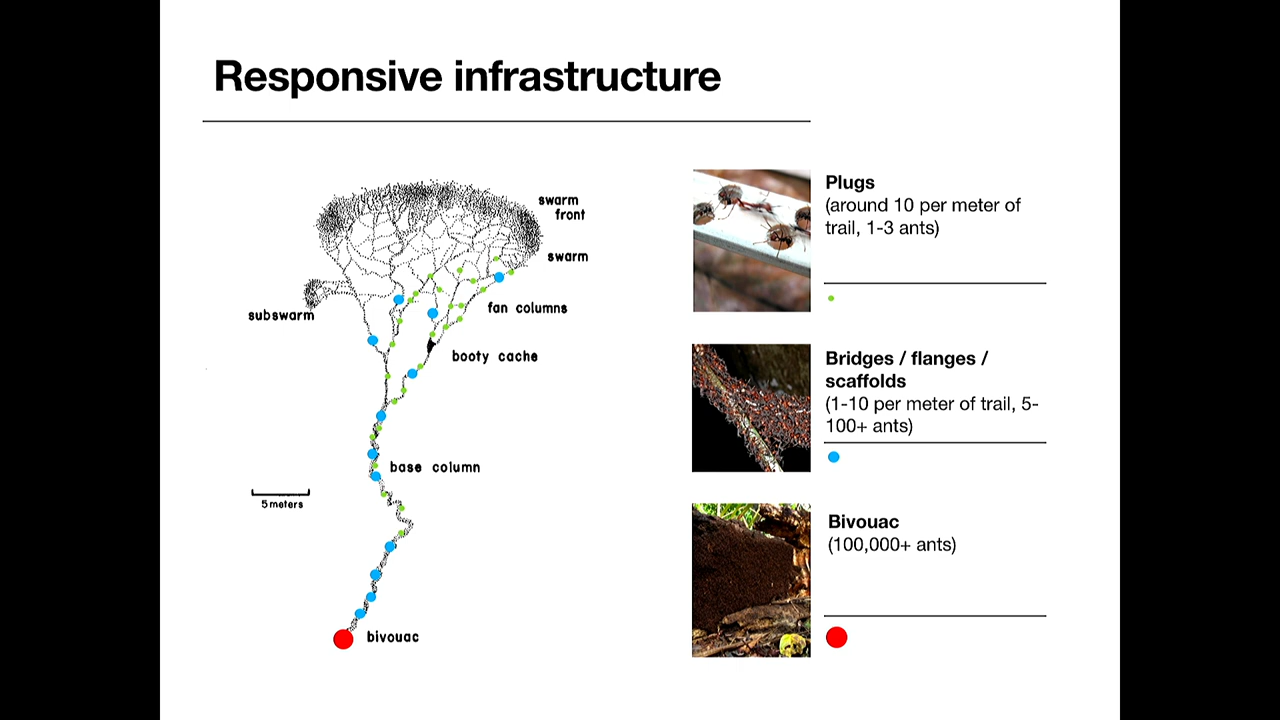 Responsive infrastructure
swarm
front
swarm
subswarm
fan columns
booty cache
base column
5 meters
bivouac
Plugs
(around 10 per meter of
trail, 1-3 ants)
Bridges / flanges /
scaffolds
(1-10 per meter of trail, 5-
100+ ants)
Bivouac
(100,000+ ants)